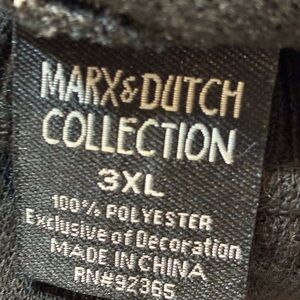 MARX & DUTCH
COLLECTION
3XL
100% POLYESTER
Exclusive of Decoration
MADE IN CHINA
RN#92365